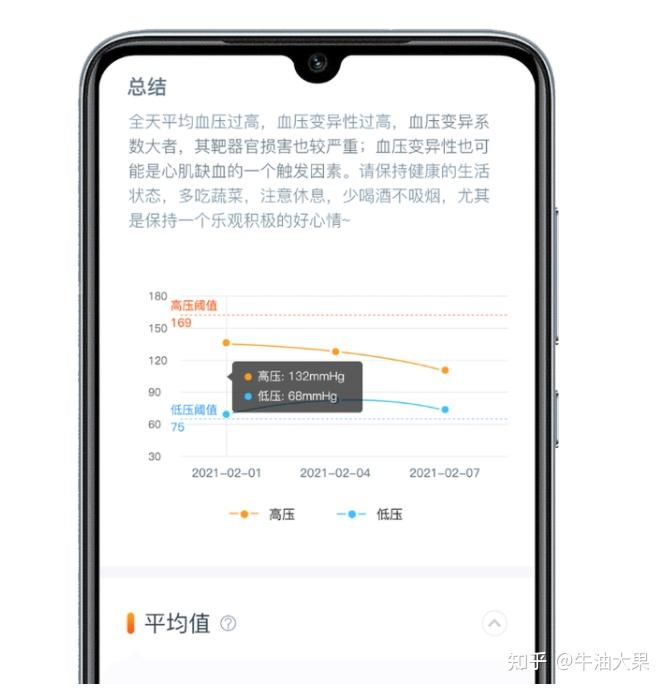 总结
全天平均血压过高，血压变异性过高，血压变异系
数大者，其靶器官损害也较严重；血压变异性也可
能是心肌缺血的一个触发因素。请保持健康的生活
状态，多吃蔬菜，注意休息，少喝酒不吸烟，尤其
是保持一个乐观积极的好心情~
180
高压阈值
169
150
120
高压: 132mmHg
90
低压: 68mmHg
低压阈值
60
75
30
2021-02-01 2021-02-04 2021-02-07
高压 低压
平均值 ?
知乎 @牛油大果